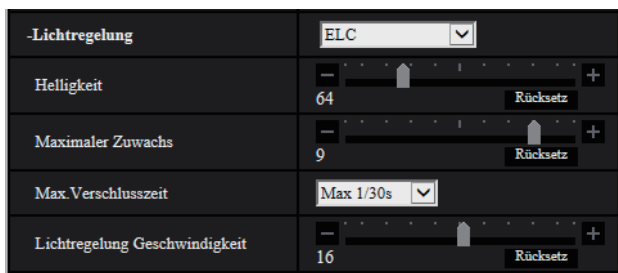 -Lichtregelung ELC
Helligkeit − +
64 Rücksetz
Maximaler Zuwachs − +
9 Rücksetz
Max.Verschlusszeit Max 1/30s
Lichtregelung Geschwindigkeit − +
16 Rücksetz